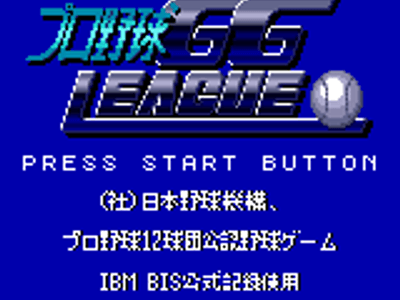 プロ野球 GG
LEAGUE
PRESS START BUTTON
(社)日本野球機構、
プロ野球12球団公認野球ゲーム
IBM BIS公式記録使用